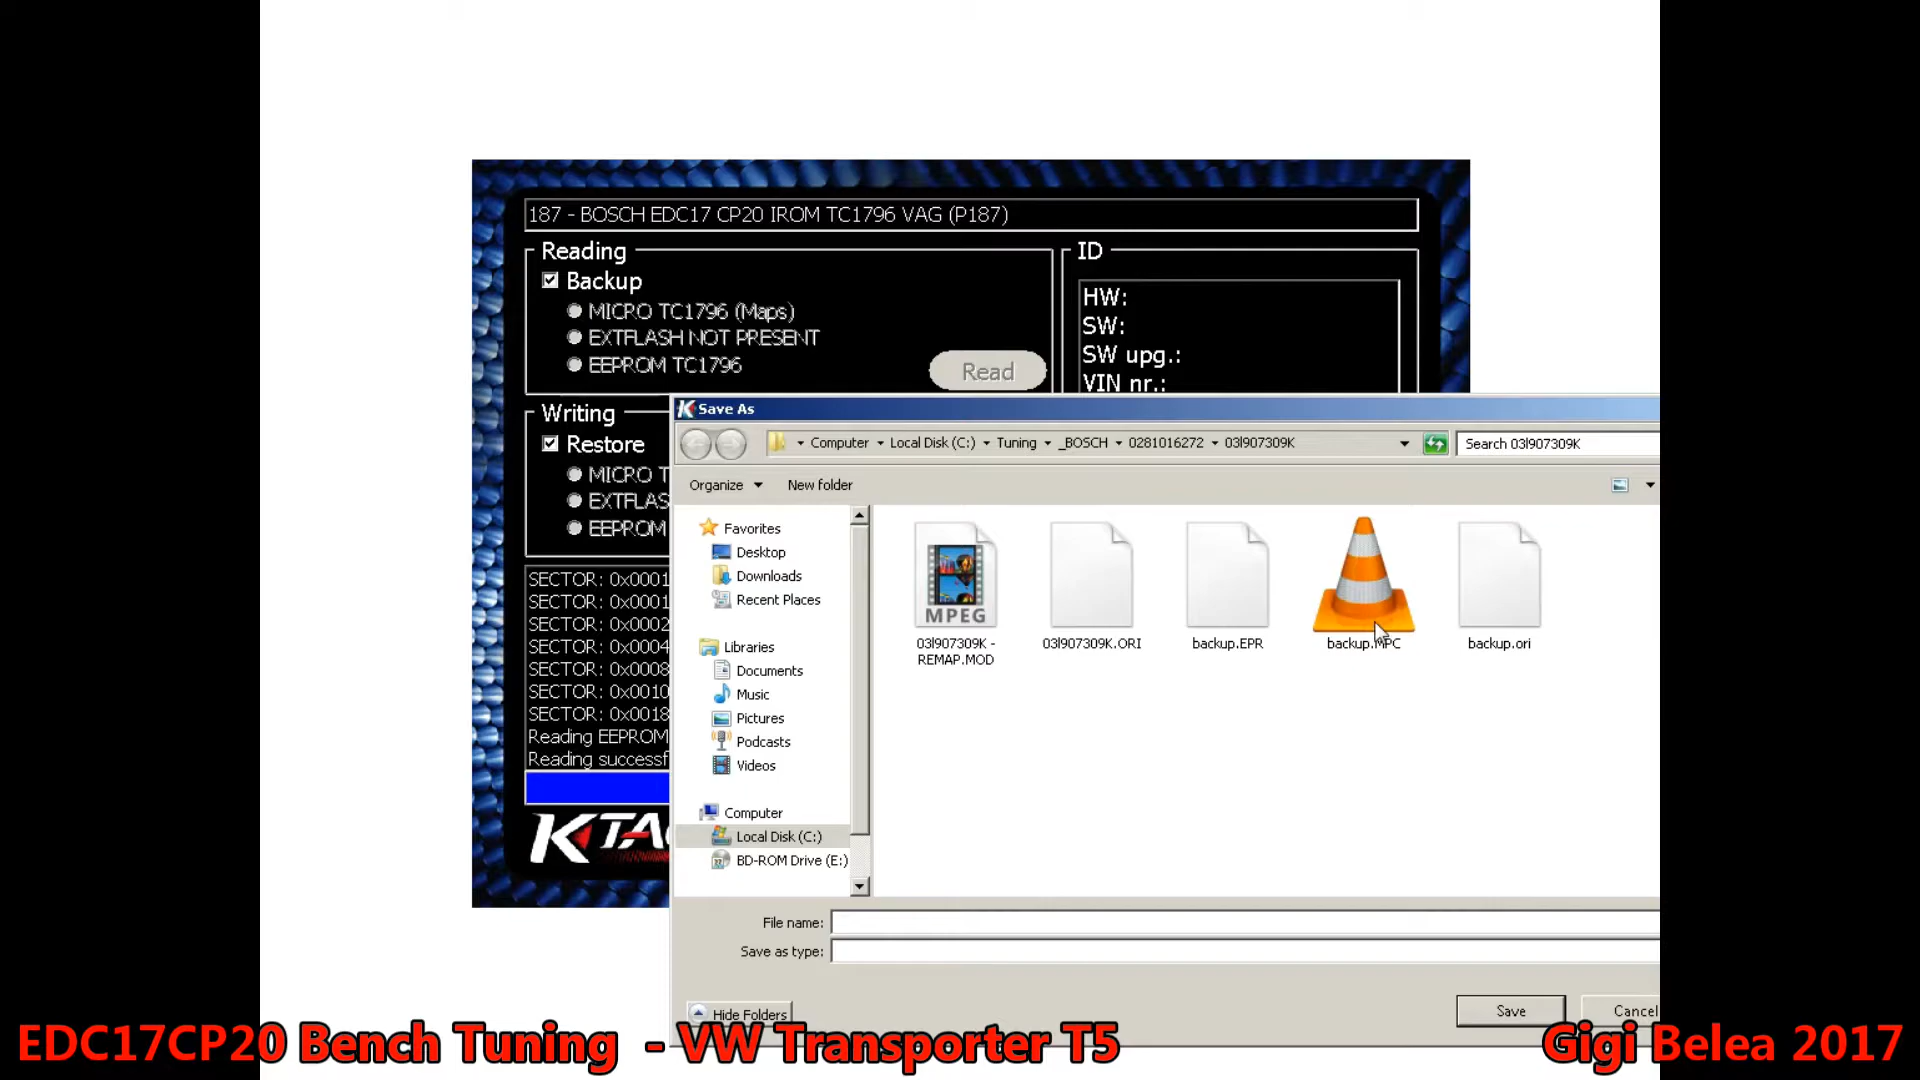 187 - BOSCH EDC17 CP20 IROM TC1796 VAG (P187)
Reading
Backup
MICRO TC1796 (Maps)
EXTFLASH NOT PRESENT
EEPROM TC1796
Read
ID
HW:
SW:
SW upg.:
VIN nr.:
Writing
Restore
MICRO T
EXTFLAS
EEPROM
SECTOR: 0x0001
SECTOR: 0x0001
SECTOR: 0x0002
SECTOR: 0x0004
SECTOR: 0x0008
SECTOR: 0x0010
SECTOR: 0x0018
Reading EEPROM
Reading successf
KTAG
Save As
Computer Local Disk (C:) Tuning _BOSCH 0281016272 03l907309K
Search 03l907309K
Organize
New folder
Favorites
Desktop
Downloads
Recent Places
Libraries
Documents
Music
Pictures
Podcasts
Videos
Computer
Local Disk (C:)
BD-ROM Drive (E:)
MPEG
03l907309K -
REMAP.MOD
03l907309K.ORI
backup.EPR
backup.MPC
backup.ori
File name:
Save as type:
Hide Folders
Save
Cancel
EDC17CP20 Bench Tuning - VW Transporter T5
Gigi Belea 2017